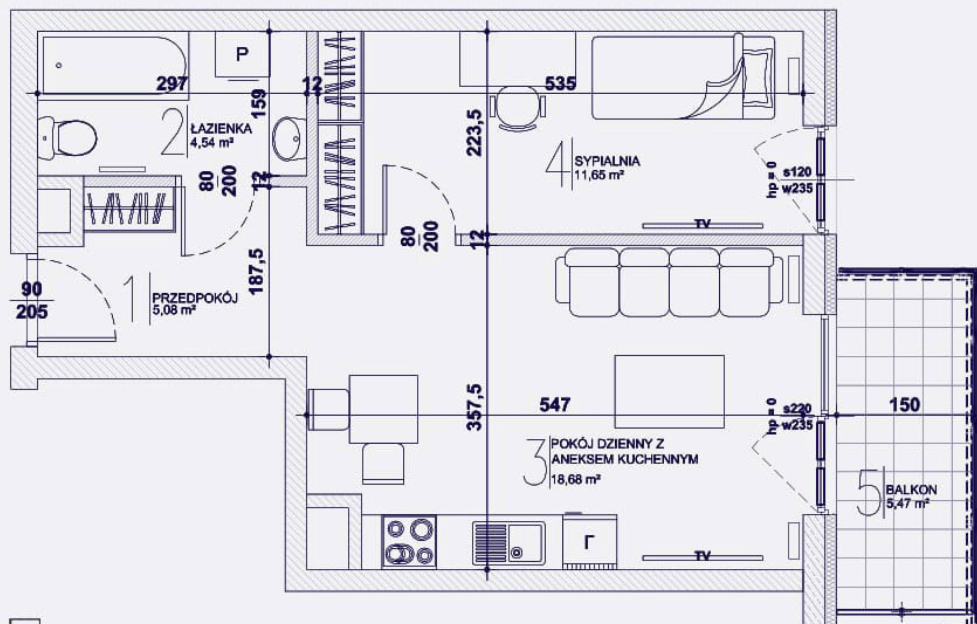 P
297
12
535
159
223,5
2
ŁAZIENKA
4,54 m²
4
SYPIALNIA
11,65 m²
80
200
12
hp = 0
s120
w235
TV
80
200
12
90
205
1
PRZEDPOKÓJ
5,08 m²
187,5
357,5
547
hp = 0
s220
w235
150
3
POKÓJ DZIENNY Z
ANEKSEM KUCHENNYM
18,68 m²
5
BALKON
5,47 m²
Γ
TV